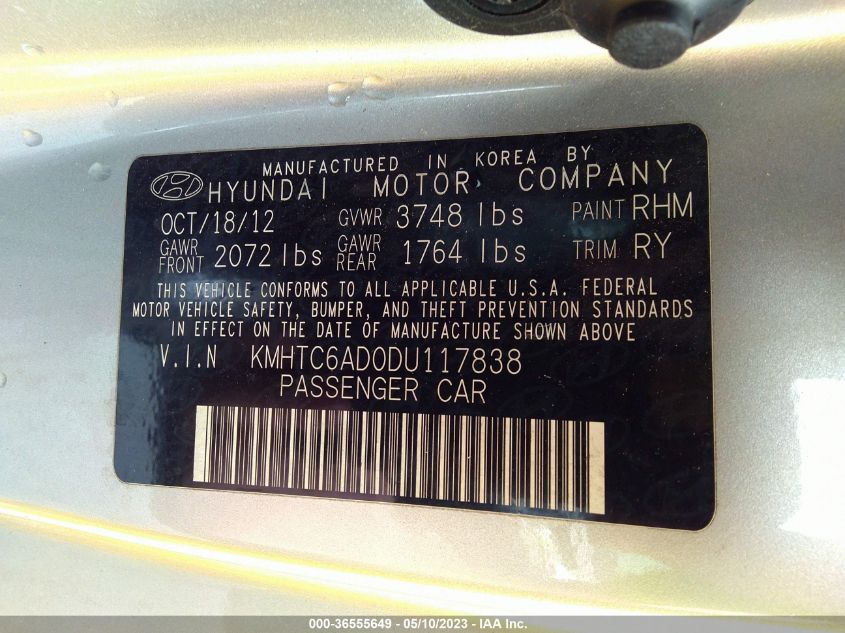 MANUFACTURED IN KOREA BY
HYUNDAI MOTOR COMPANY
OCT/18/12 GVWR 3748 lbs PAINT RHM
GAWR FRONT 2072 lbs GAWR REAR 1764 lbs TRIM RY
THIS VEHICLE CONFORMS TO ALL APPLICABLE U.S.A. FEDERAL
MOTOR VEHICLE SAFETY, BUMPER, AND THEFT PREVENTION STANDARDS
IN EFFECT ON THE DATE OF MANUFACTURE SHOWN ABOVE
V.I.N KMHTC6AD0DU117838
PASSENGER CAR
000-36555649 - 05/10/2023 - IAA Inc.